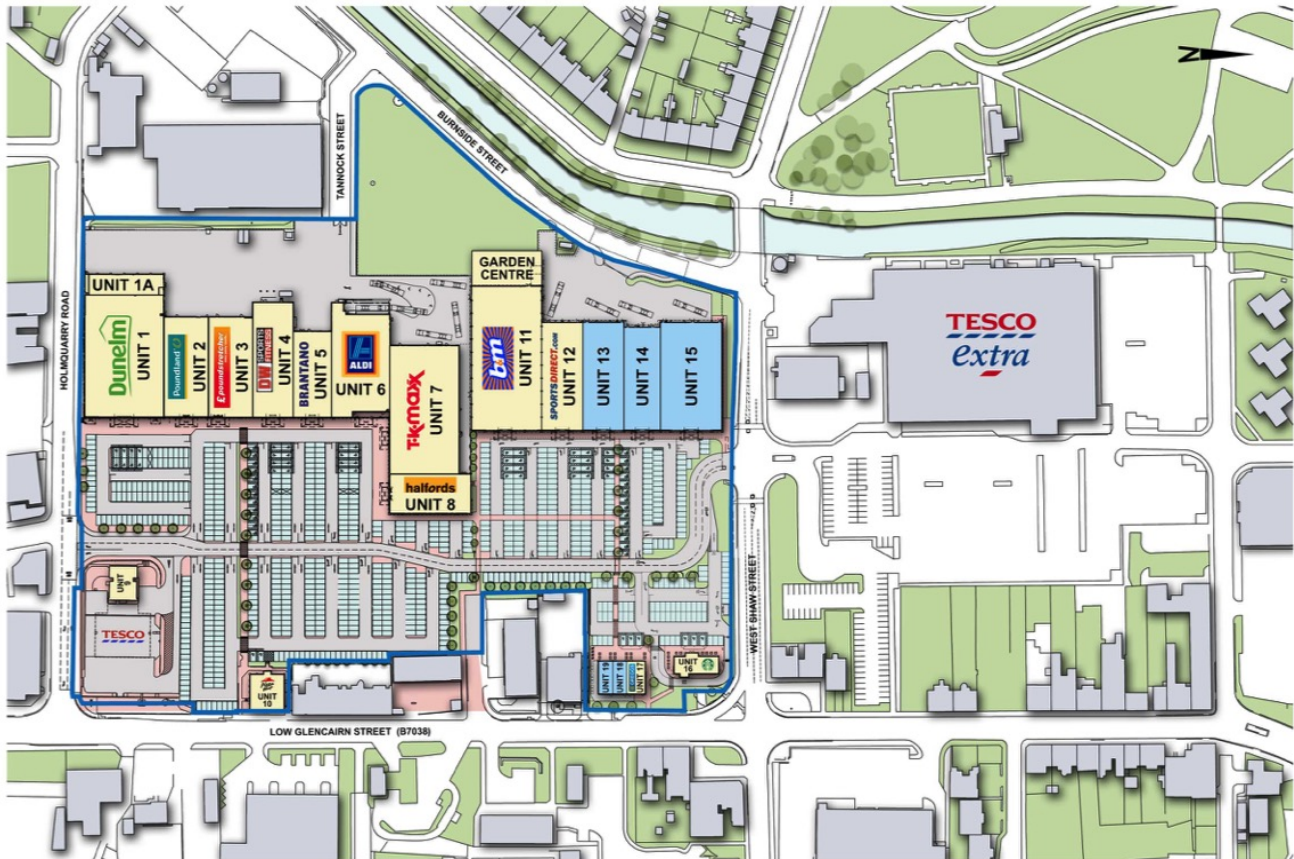 N
BURNSIDE STREET
TANNOCK STREET
HOLMQUARRY ROAD
GARDEN
CENTRE
UNIT 1A
Dunelm
UNIT 1
Poundland
UNIT 2
£poundstretcher
UNIT 3
DW SPORTS
FITNESS
UNIT 4
BRANTANO
UNIT 5
ALDI
UNIT 6
TK maxx
UNIT 7
halfords
UNIT 8
b&m
UNIT 11
SPORTSDIRECT.com
UNIT 12
UNIT 13
UNIT 14
UNIT 15
TESCO
extra
UNIT
9
TESCO
UNIT
10
UNIT 19
UNIT 18
UNIT 17
UNIT
16
WEST SHAW STREET
LOW GLENCAIRN STREET (B7038)